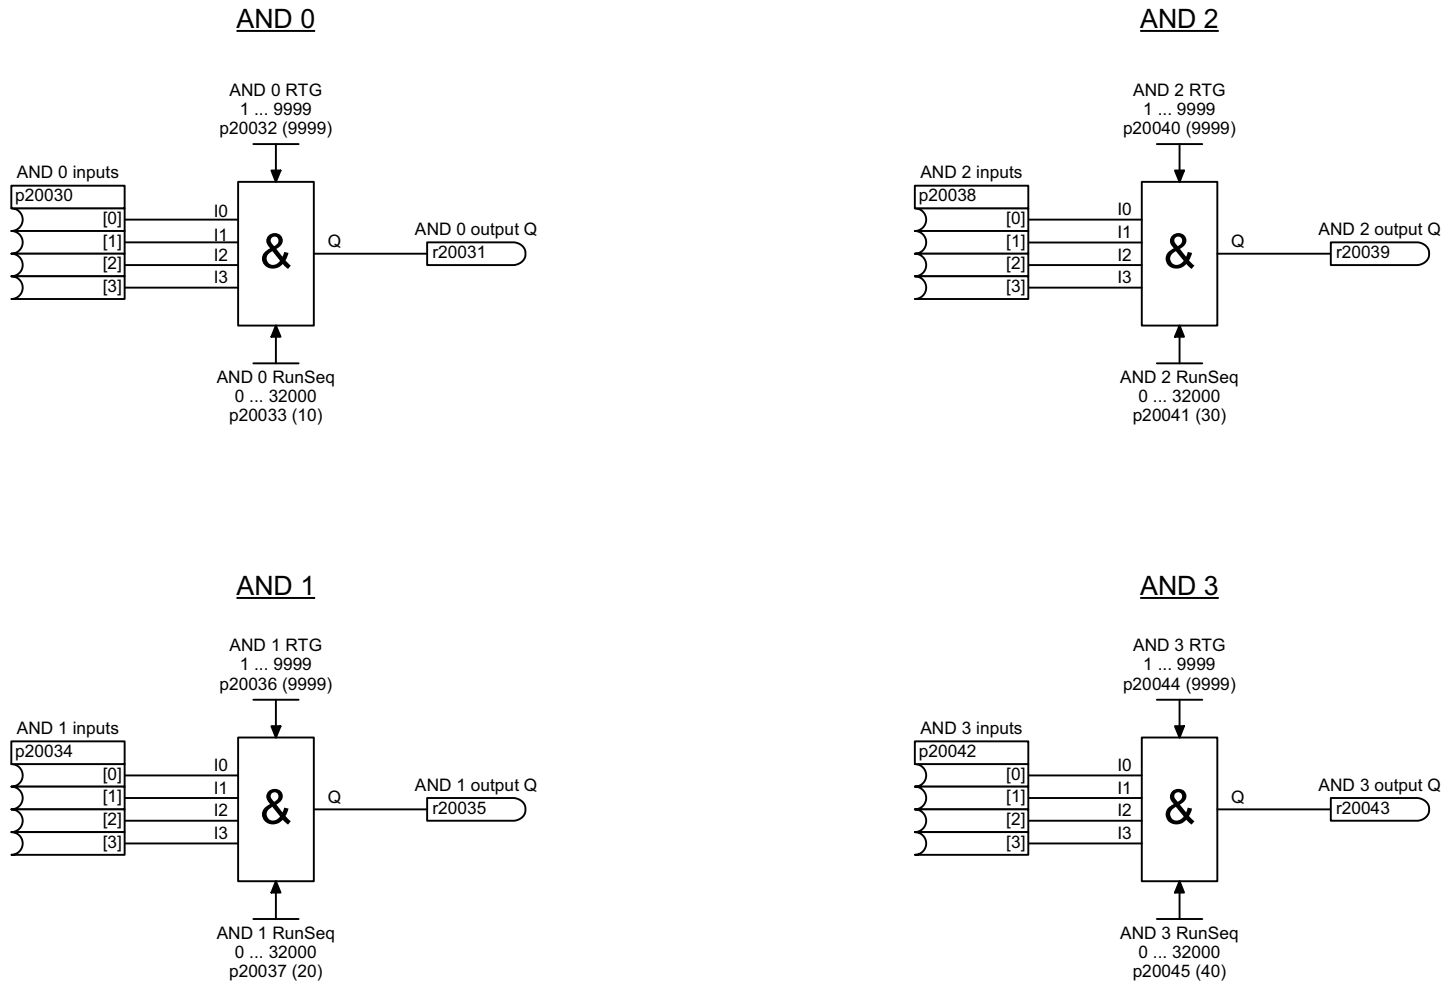 AND 0
AND 0 RTG
1 ... 9999
p20032 (9999)
AND 0 inputs
p20030
[0]
[1]
[2]
[3]
I0
I1
I2
I3
&
Q
AND 0 output Q
r20031
AND 0 RunSeq
0 ... 32000
p20033 (10)
AND 2
AND 2 RTG
1 ... 9999
p20040 (9999)
AND 2 inputs
p20038
[0]
[1]
[2]
[3]
I0
I1
I2
I3
&
Q
AND 2 output Q
r20039
AND 2 RunSeq
0 ... 32000
p20041 (30)
AND 1
AND 1 RTG
1 ... 9999
p20036 (9999)
AND 1 inputs
p20034
[0]
[1]
[2]
[3]
I0
I1
I2
I3
&
Q
AND 1 output Q
r20035
AND 1 RunSeq
0 ... 32000
p20037 (20)
AND 3
AND 3 RTG
1 ... 9999
p20044 (9999)
AND 3 inputs
p20042
[0]
[1]
[2]
[3]
I0
I1
I2
I3
&
Q
AND 3 output Q
r20043
AND 3 RunSeq
0 ... 32000
p20045 (40)